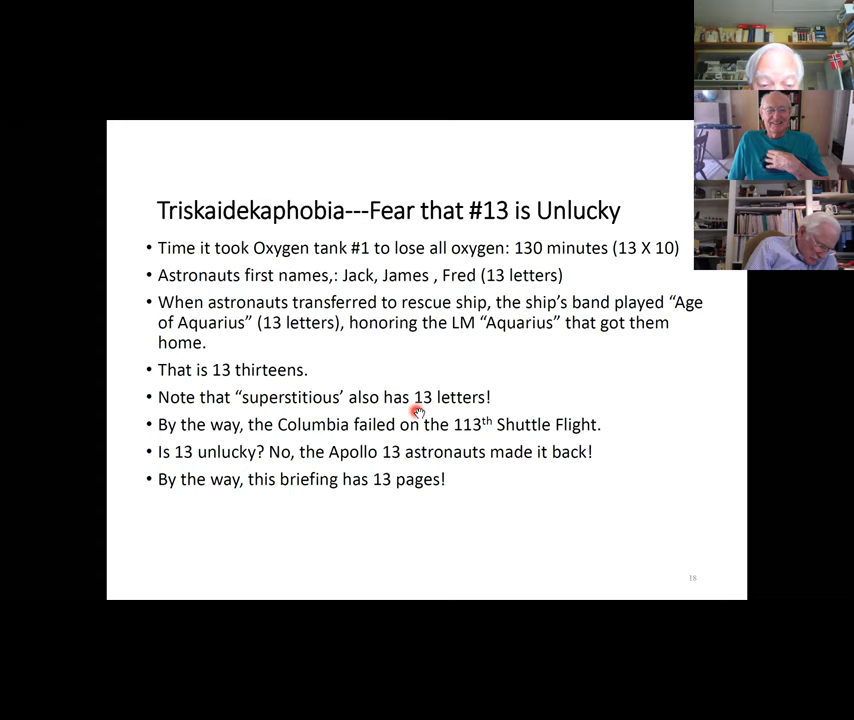 Triskaidekaphobia---Fear that #13 is Unlucky
• Time it took Oxygen tank #1 to lose all oxygen: 130 minutes (13 X 10)
• Astronauts first names,: Jack, James , Fred (13 letters)
• When astronauts transferred to rescue ship, the ship's band played “Age
of Aquarius” (13 letters), honoring the LM “Aquarius” that got them
home.
• That is 13 thirteens.
• Note that “superstitious’ also has 13 letters!
• By the way, the Columbia failed on the 113th Shuttle Flight.
• Is 13 unlucky? No, the Apollo 13 astronauts made it back!
• By the way, this briefing has 13 pages!
18